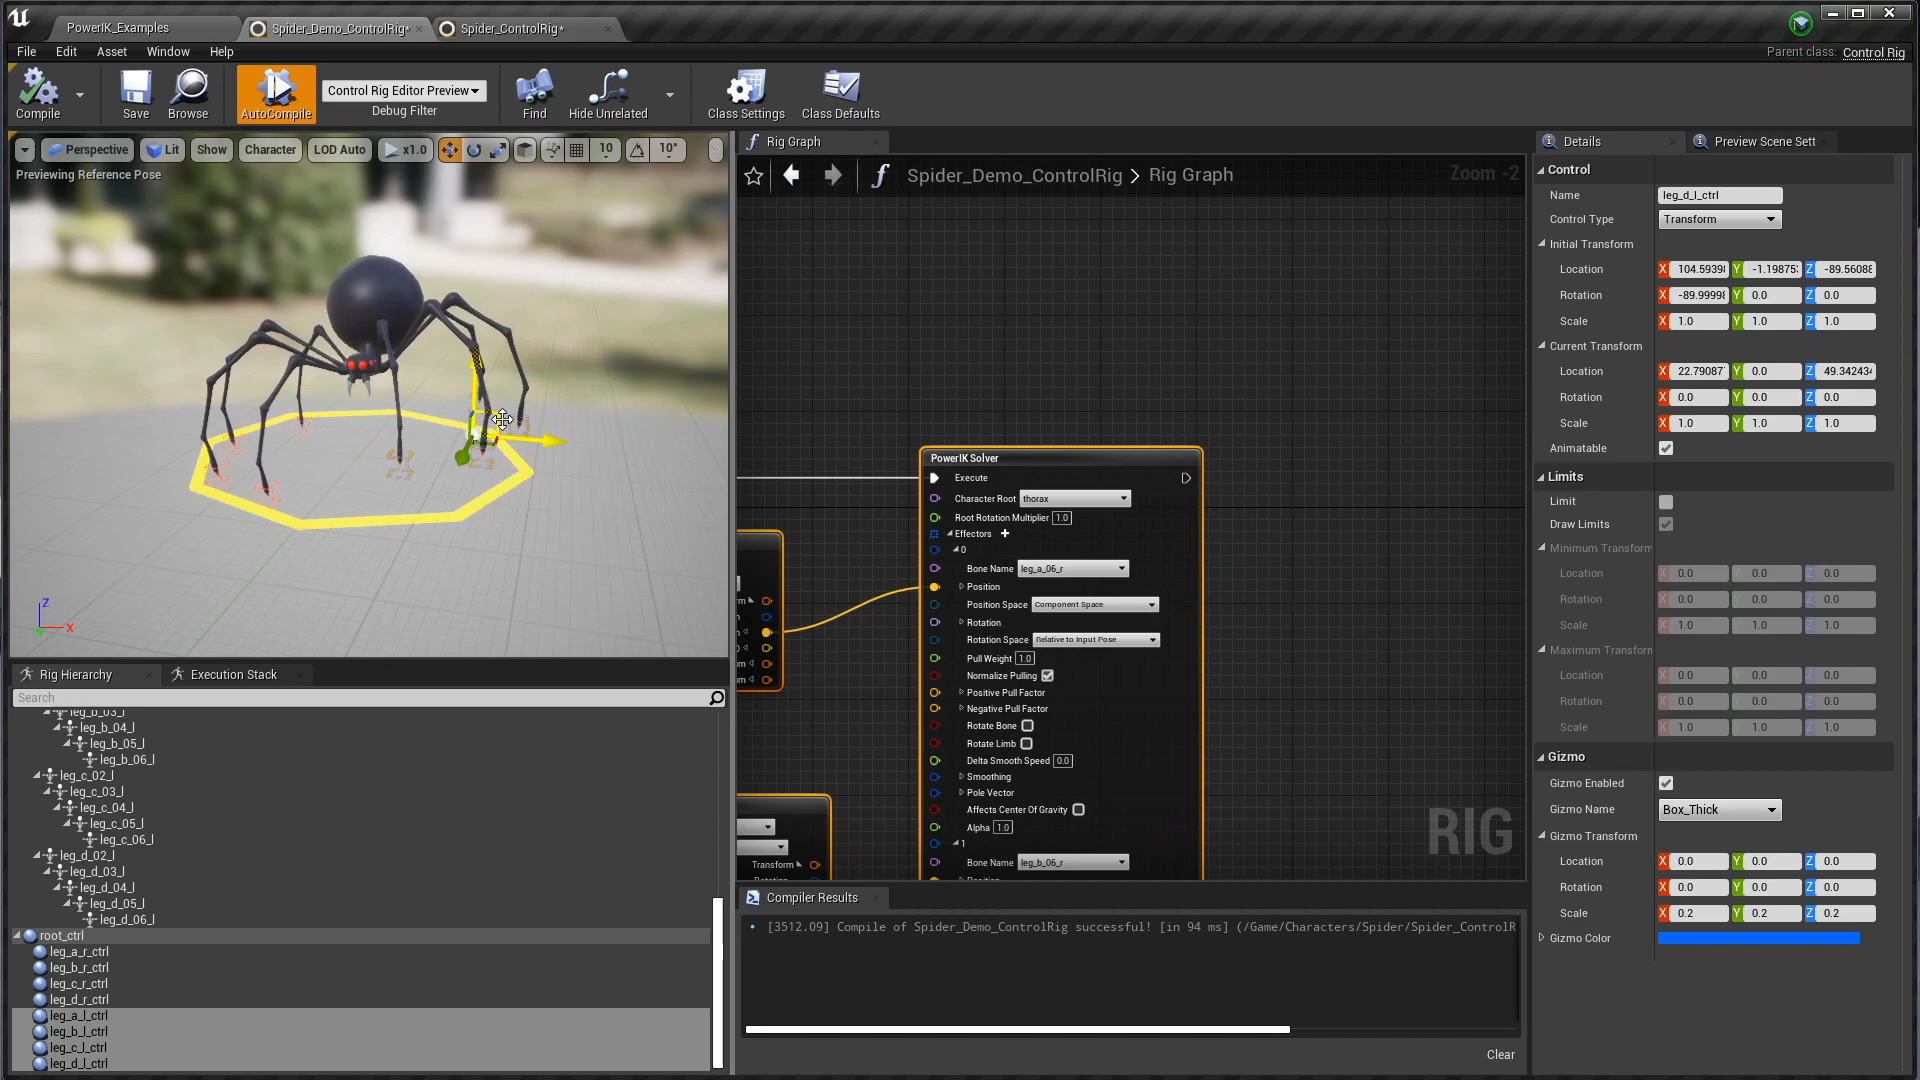 PowerIK_Examples
Spider_Demo_ControlRig*
Spider_ControlRig*
File Edit Asset Window Help
Parent class: Control Rig
Compile
Save
Browse
AutoCompile
Control Rig Editor Preview
Debug Filter
Find
Hide Unrelated
Class Settings
Class Defaults
Perspective
Lit
Show
Character
LOD Auto
x1.0
10
10°
Previewing Reference Pose
Z
X
Rig Hierarchy
Execution Stack
Search
leg_b_03_l
leg_b_04_l
leg_b_05_l
leg_b_06_l
leg_c_02_l
leg_c_03_l
leg_c_04_l
leg_c_05_l
leg_c_06_l
leg_d_02_l
leg_d_03_l
leg_d_04_l
leg_d_05_l
leg_d_06_l
root_ctrl
leg_a_r_ctrl
leg_b_r_ctrl
leg_c_r_ctrl
leg_d_r_ctrl
leg_a_l_ctrl
leg_b_l_ctrl
leg_c_l_ctrl
leg_d_l_ctrl
Rig Graph
Spider_Demo_ControlRig > Rig Graph
Zoom -2
PowerIK Solver
Execute
Character Root thorax
Root Rotation Multiplier 1.0
Effectors
0
Bone Name leg_a_06_r
Position
Position Space Component Space
Rotation
Rotation Space Relative to Input Pose
Pull Weight 1.0
Normalize Pulling
Positive Pull Factor
Negative Pull Factor
Rotate Bone
Rotate Limb
Delta Smooth Speed 0.0
Smoothing
Pole Vector
Affects Center Of Gravity
Alpha 1.0
1
Bone Name leg_b_06_r
Transform
RIG
Compiler Results
[3512.09] Compile of Spider_Demo_ControlRig successful! [in 94 ms] (/Game/Characters/Spider/Spider_ControlR
Clear
Details
Preview Scene Sett
Control
Name leg_d_l_ctrl
Control Type Transform
Initial Transform
Location X 104.5939 Y -1.19875 Z -89.5608
Rotation X -89.9999 Y 0.0 Z 0.0
Scale X 1.0 Y 1.0 Z 1.0
Current Transform
Location X 22.79087 Y 0.0 Z 49.34243
Rotation X 0.0 Y 0.0 Z 0.0
Scale X 1.0 Y 1.0 Z 1.0
Animatable
Limits
Limit
Draw Limits
Minimum Transform
Location X 0.0 Y 0.0 Z 0.0
Rotation X 0.0 Y 0.0 Z 0.0
Scale X 1.0 Y 1.0 Z 1.0
Maximum Transform
Location X 0.0 Y 0.0 Z 0.0
Rotation X 0.0 Y 0.0 Z 0.0
Scale X 1.0 Y 1.0 Z 1.0
Gizmo
Gizmo Enabled
Gizmo Name Box_Thick
Gizmo Transform
Location X 0.0 Y 0.0 Z 0.0
Rotation X 0.0 Y 0.0 Z 0.0
Scale X 0.2 Y 0.2 Z 0.2
Gizmo Color